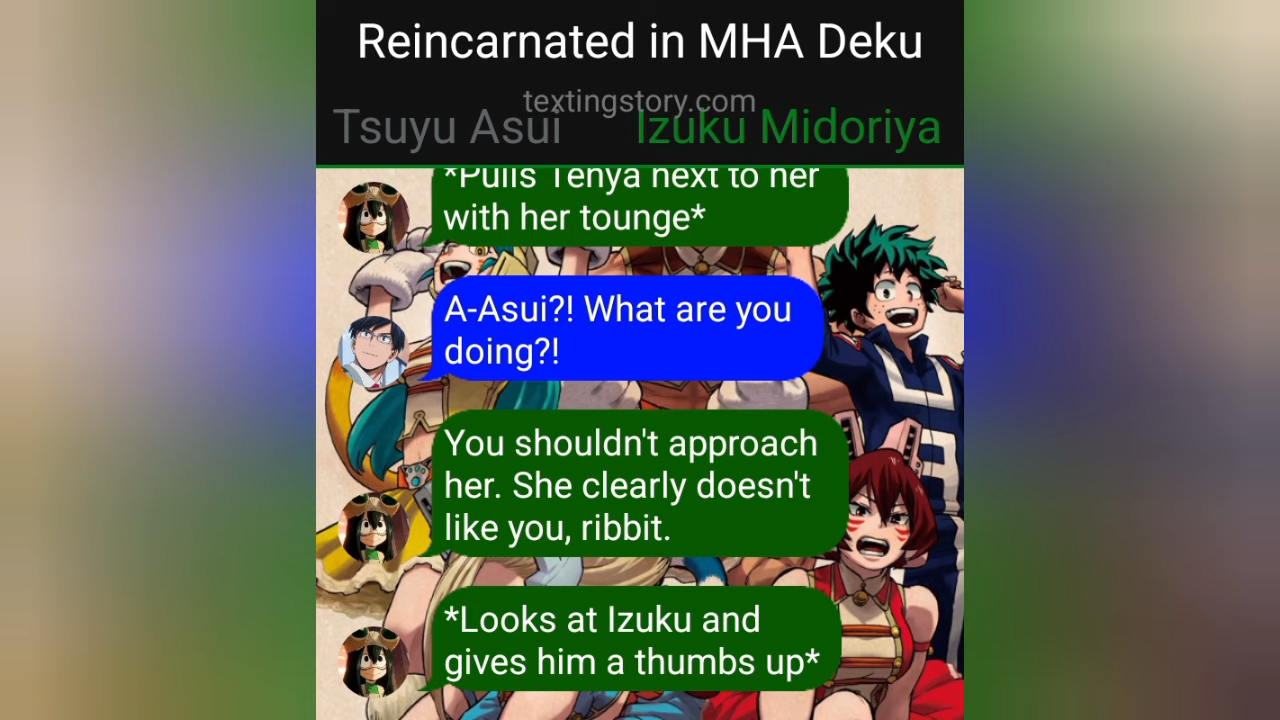 Reincarnated in MHA Deku
textingstory.com
Tsuyu Asui
Izuku Midoriya
*Pulls Tenya next to her
with her tounge*
A-Asui?! What are you
doing?!
You shouldn't approach
her. She clearly doesn't
like you, ribbit.
*Looks at Izuku and
gives him a thumbs up*